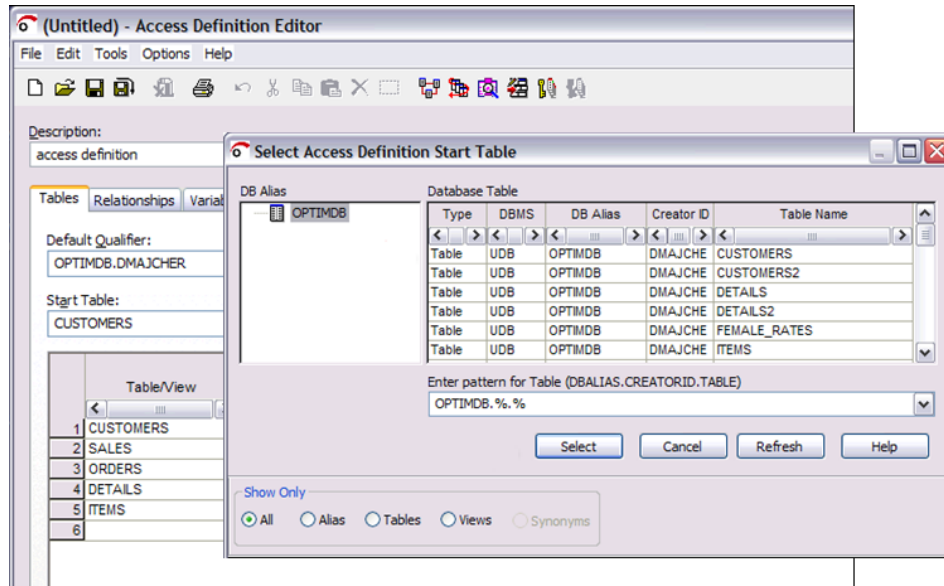 (Untitled) - Access Definition Editor
File Edit Tools Options Help
Description:
access definition
Tables Relationships
Default Qualifier:
OPTIMDB.DMAJCHER
Start Table:
CUSTOMERS
Table/View
1 CUSTOMERS
2 SALES
3 ORDERS
4 DETAILS
5 ITEMS
6
Select Access Definition Start Table
DB Alias
OPTIMDB
Database Table
Type DBMS DB Alias Creator ID Table Name
Table UDB OPTIMDB DMAJCHE CUSTOMERS
Table UDB OPTIMDB DMAJCHE CUSTOMERS2
Table UDB OPTIMDB DMAJCHE DETAILS
Table UDB OPTIMDB DMAJCHE DETAILS2
Table UDB OPTIMDB DMAJCHE FEMALE_RATES
Table UDB OPTIMDB DMAJCHE ITEMS
Enter pattern for Table (DBALIAS.CREATORID.TABLE)
OPTIMDB.%.%
Select Cancel Refresh Help
Show Only
All Alias Tables Views Synonyms